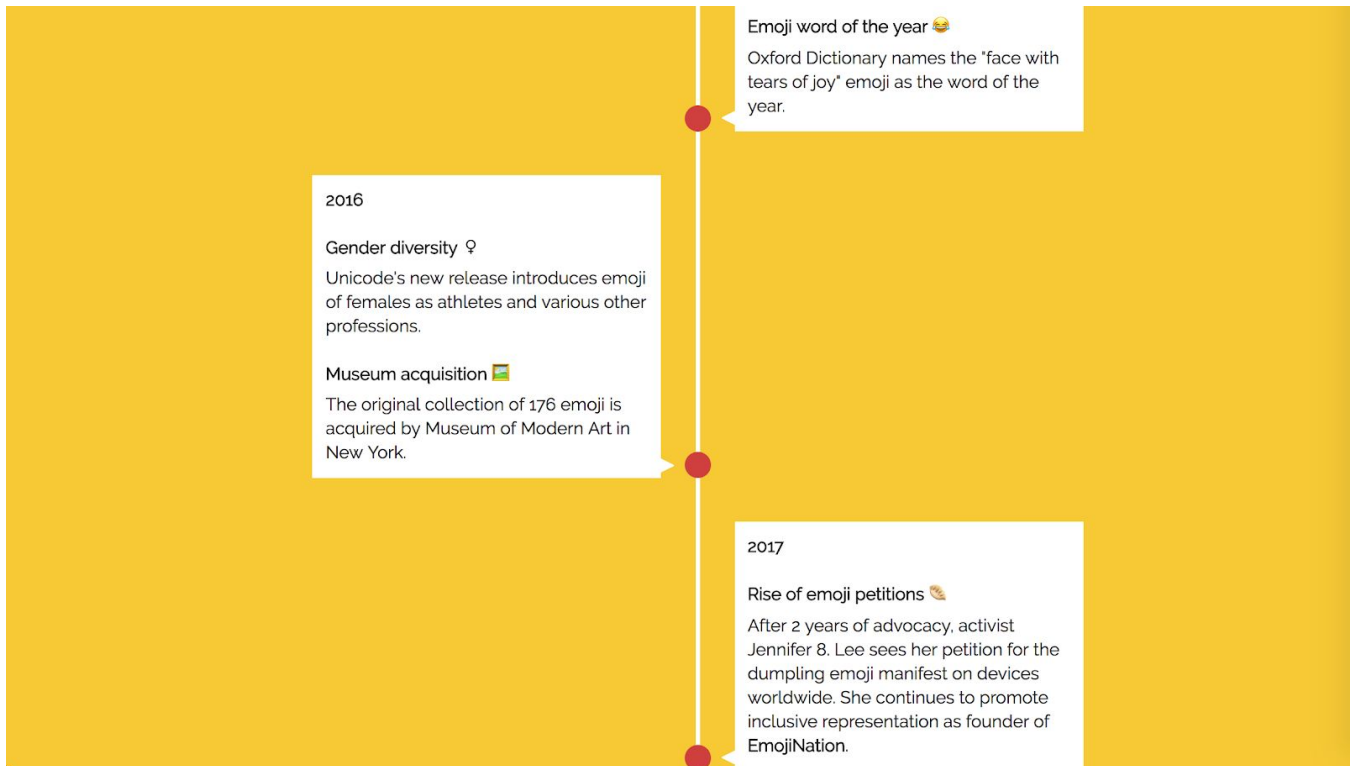 Emoji word of the year 😂
Oxford Dictionary names the "face with
tears of joy" emoji as the word of the
year.
2016
Gender diversity ♀
Unicode's new release introduces emoji
of females as athletes and various other
professions.
Museum acquisition 🖼️
The original collection of 176 emoji is
acquired by Museum of Modern Art in
New York.
2017
Rise of emoji petitions 🥟
After 2 years of advocacy, activist
Jennifer 8. Lee sees her petition for the
dumpling emoji manifest on devices
worldwide. She continues to promote
inclusive representation as founder of
EmojiNation.